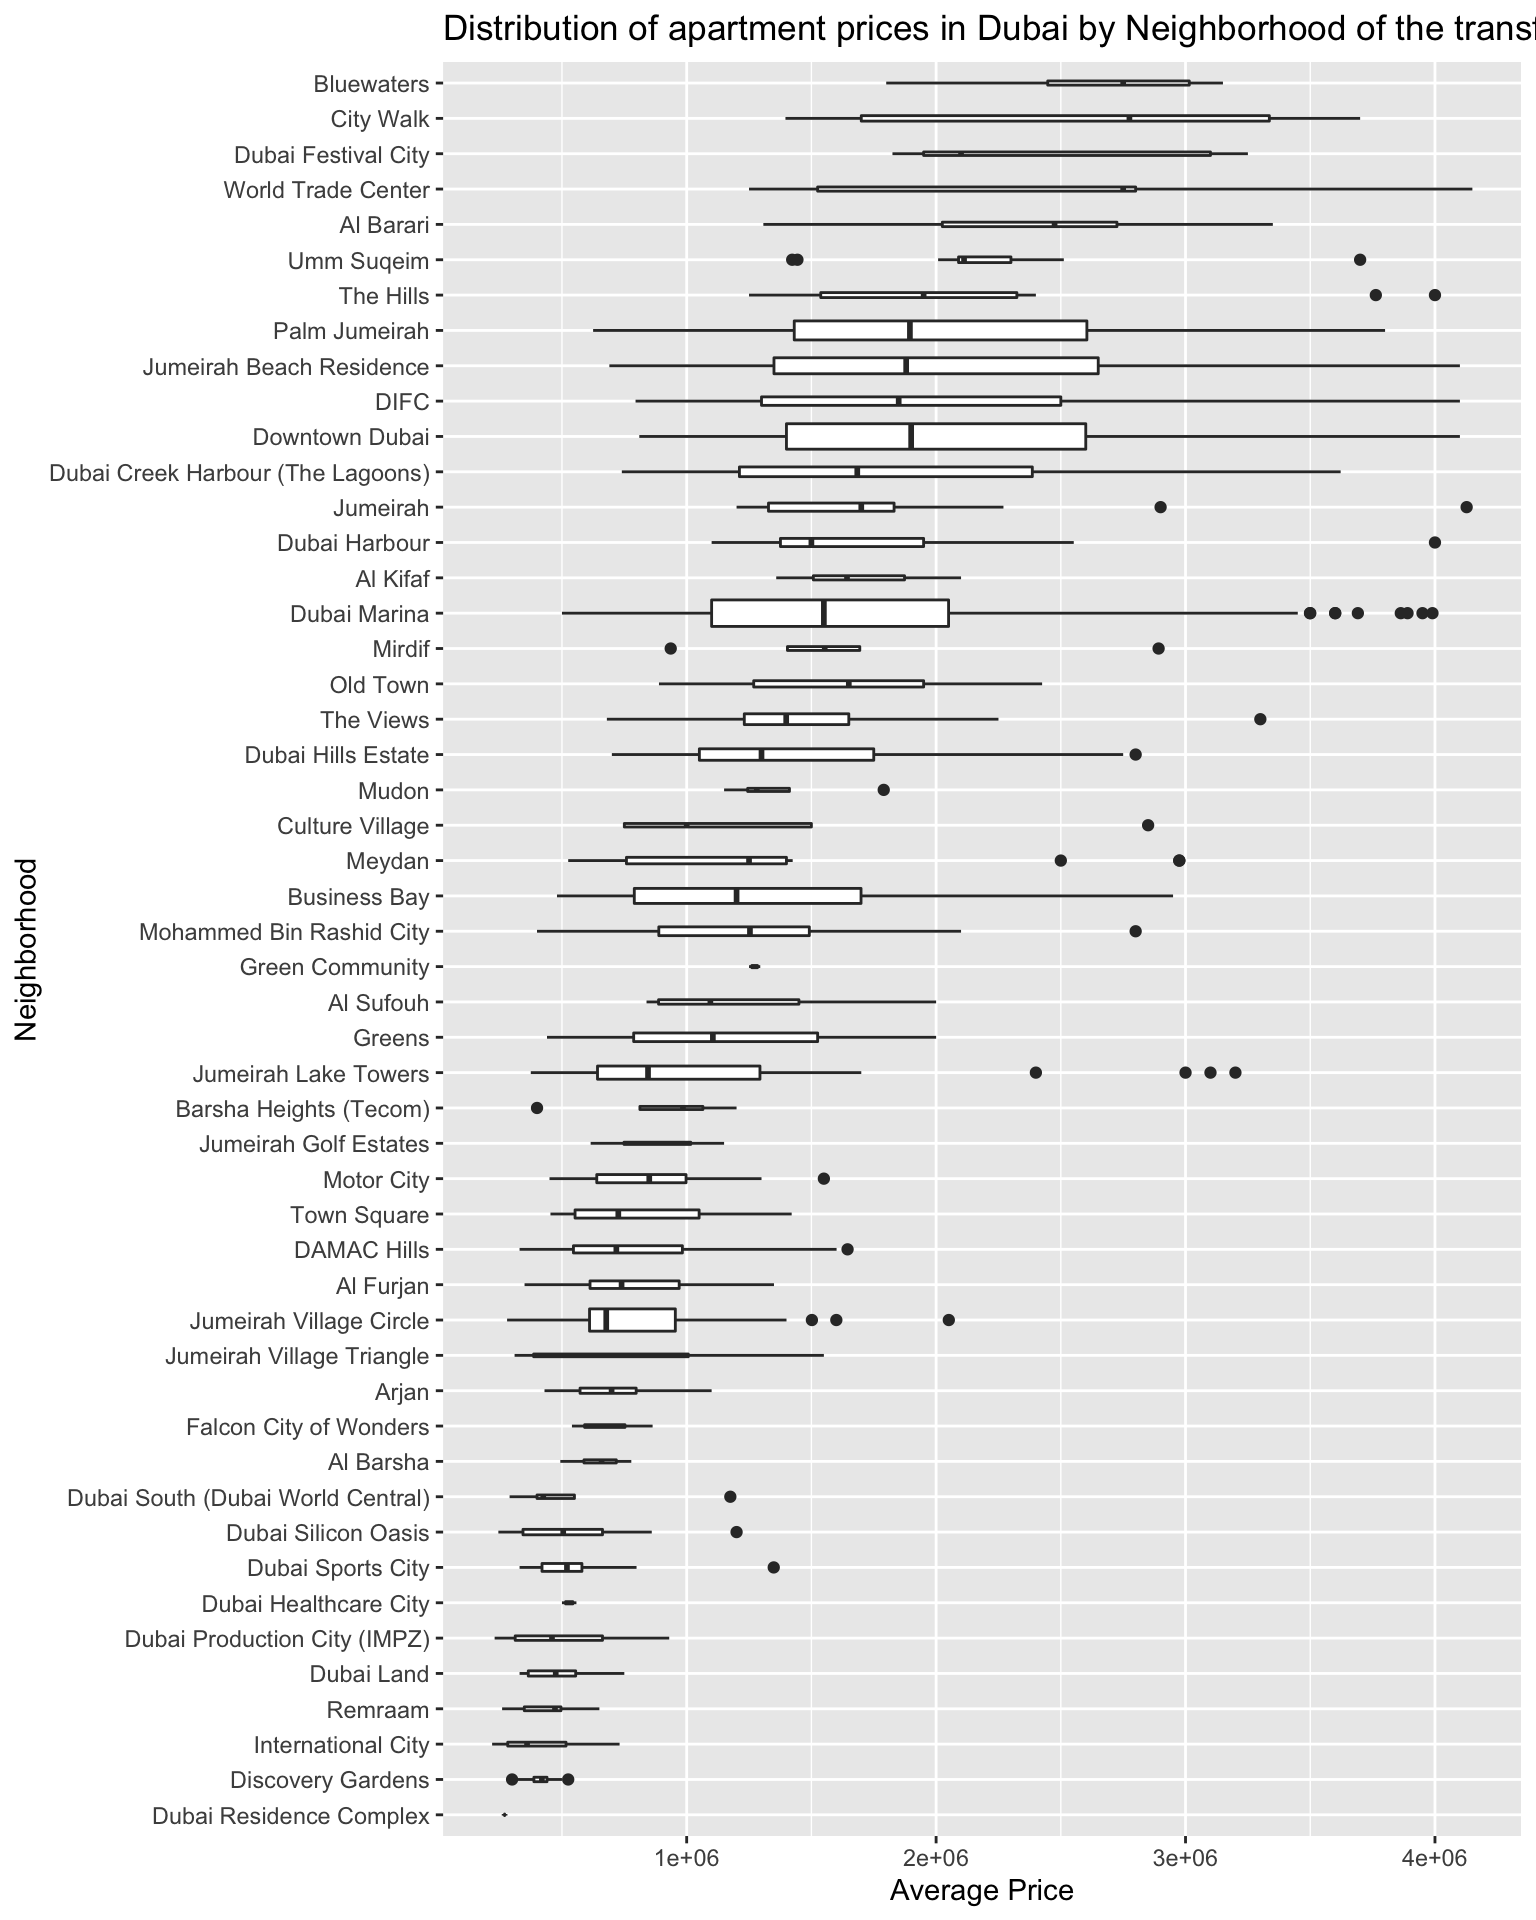 Distribution of apartment prices in Dubai by Neighborhood of the transf
Bluewaters
City Walk
Dubai Festival City
World Trade Center
Al Barari
Umm Suqeim
The Hills
Palm Jumeirah
Jumeirah Beach Residence
DIFC
Downtown Dubai
Dubai Creek Harbour (The Lagoons)
Jumeirah
Dubai Harbour
Al Kifaf
Dubai Marina
Mirdif
Old Town
The Views
Dubai Hills Estate
Mudon
Culture Village
Meydan
Business Bay
Mohammed Bin Rashid City
Green Community
Al Sufouh
Greens
Jumeirah Lake Towers
Barsha Heights (Tecom)
Jumeirah Golf Estates
Motor City
Town Square
DAMAC Hills
Al Furjan
Jumeirah Village Circle
Jumeirah Village Triangle
Arjan
Falcon City of Wonders
Al Barsha
Dubai South (Dubai World Central)
Dubai Silicon Oasis
Dubai Sports City
Dubai Healthcare City
Dubai Production City (IMPZ)
Dubai Land
Remraam
International City
Discovery Gardens
Dubai Residence Complex
Neighborhood
1e+06 2e+06 3e+06 4e+06
Average Price